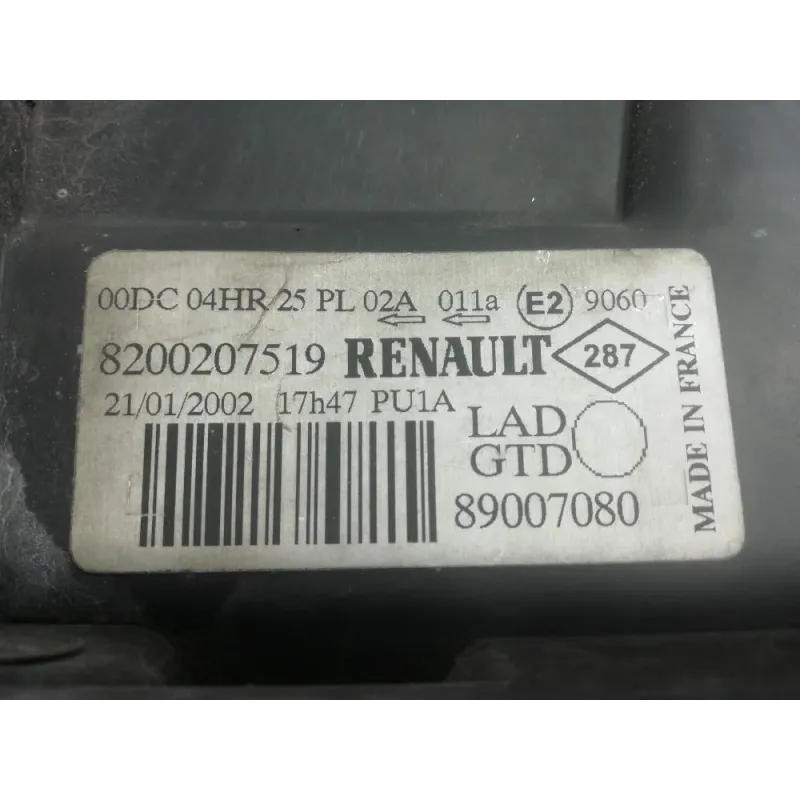 00DC 04HR 25 PL 02A 011a E2 9060
8200207519 RENAULT 287
21/01/2002 17h47 PU1A
LAD
GTD
89007080
MADE IN FRANCE